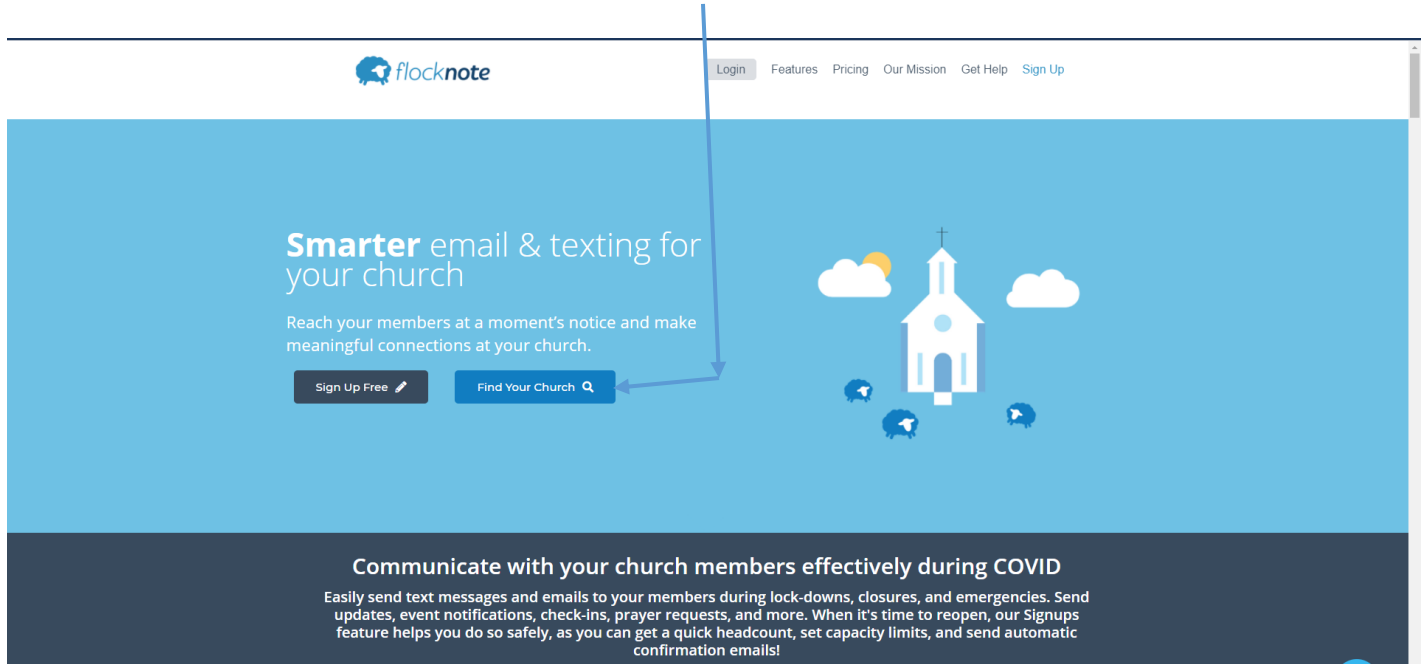 flocknote
Login Features Pricing Our Mission Get Help Sign Up
Smarter email & texting for
your church
Reach your members at a moment's notice and make
meaningful connections at your church.
Sign Up Free Find Your Church
Communicate with your church members effectively during COVID
Easily send text messages and emails to your members during lock-downs, closures, and emergencies. Send
updates, event notifications, check-ins, prayer requests, and more. When it's time to reopen, our Signups
feature helps you do so safely, as you can get a quick headcount, set capacity limits, and send automatic
confirmation emails!